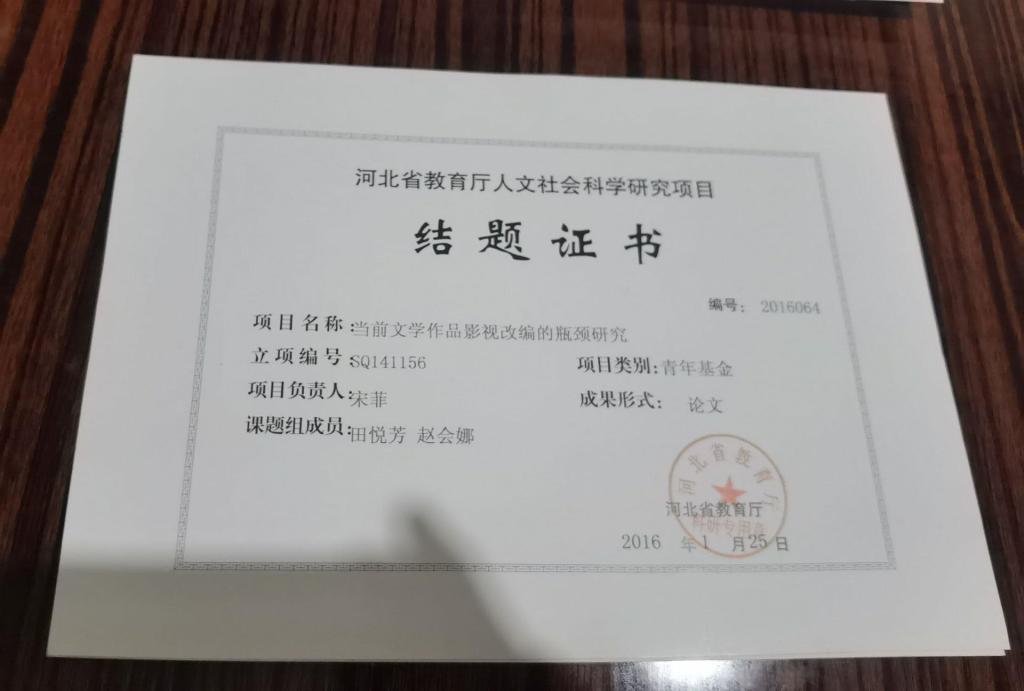 河北省教育厅人文社会科学研究项目
结题证书
编号： 2016064
项目名称：当前文学作品影视改编的瓶颈研究
立项编号：SQ141156 项目类别：青年基金
项目负责人：宋菲 成果形式： 论文
课题组成员：田悦芳 赵会娜
河北省教育厅
科研专用章
河北省教育厅
2016 年1 月25日